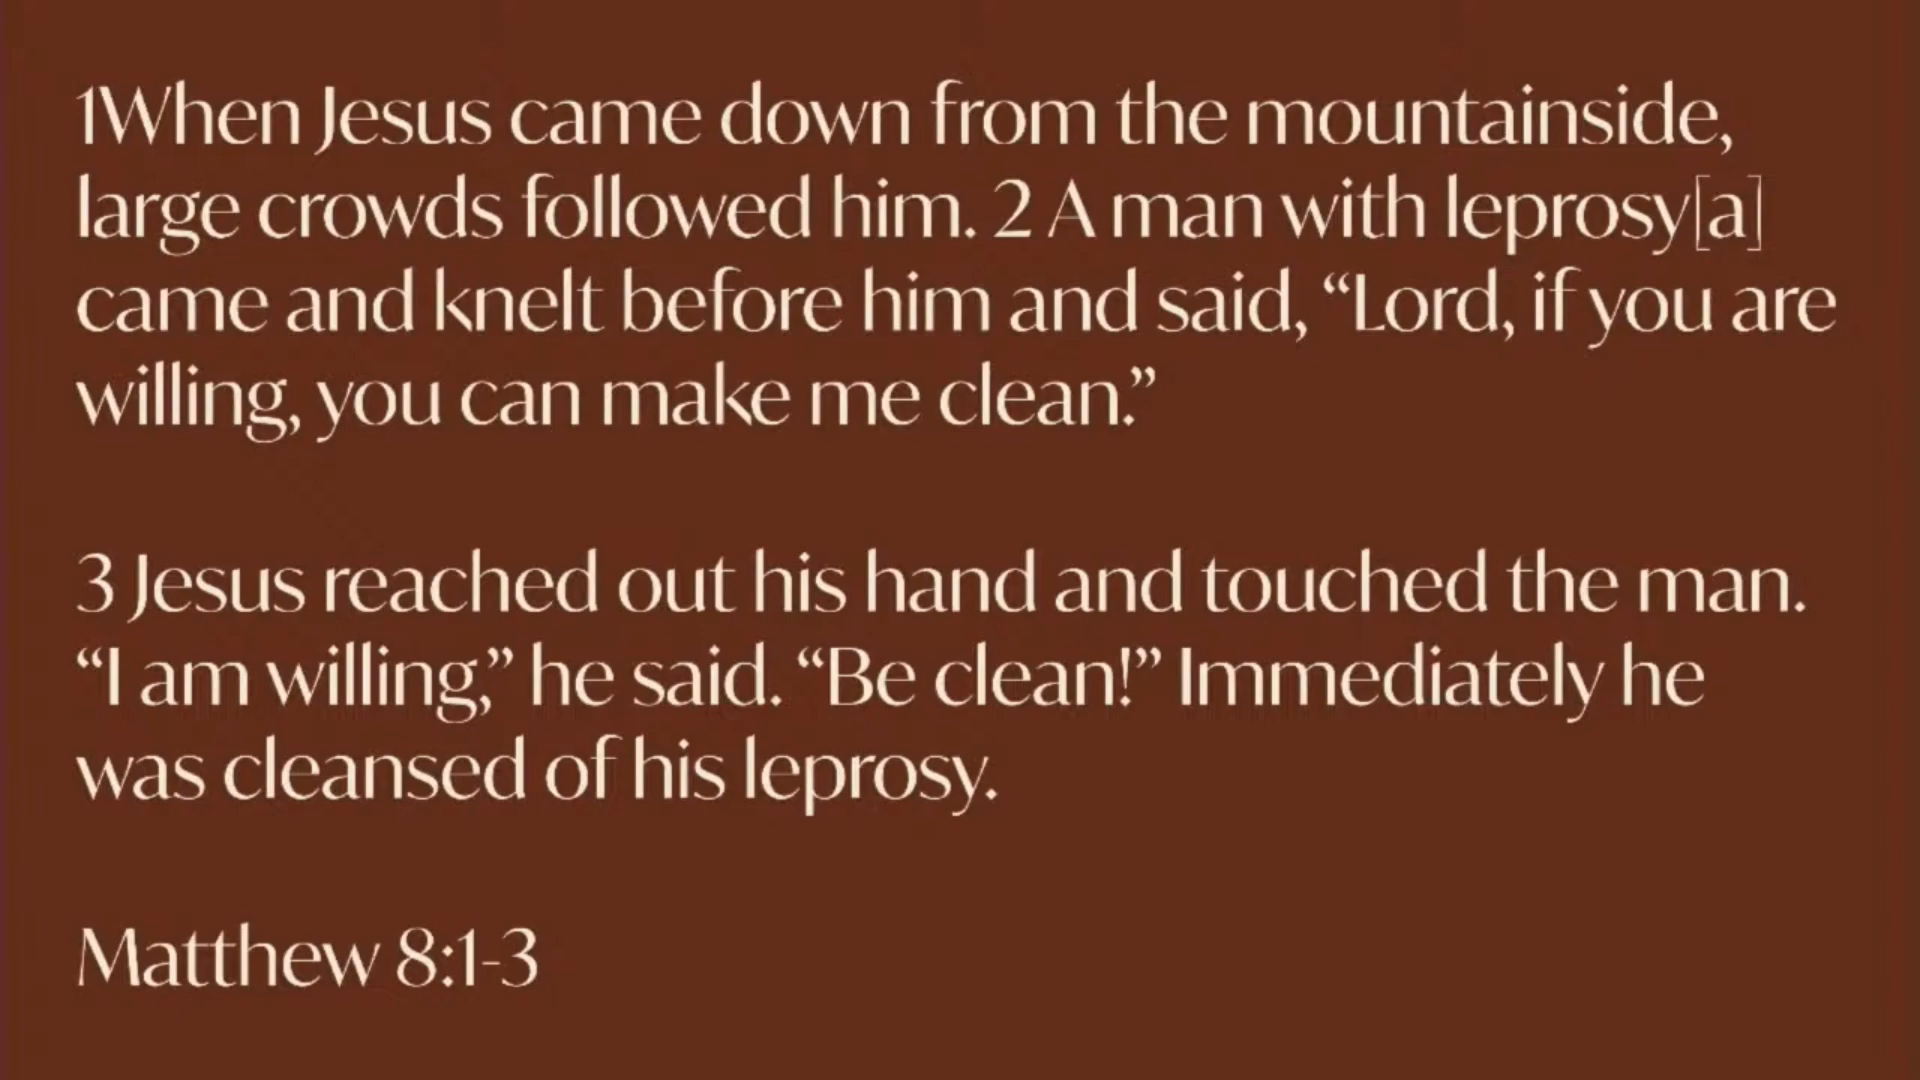 1When Jesus came down from the mountainside,
large crowds followed him. 2 A man with leprosy[a]
came and knelt before him and said, “Lord, if you are
willing, you can make me clean.”
3 Jesus reached out his hand and touched the man.
“I am willing,” he said. “Be clean!” Immediately he
was cleansed of his leprosy.
Matthew 8:1-3